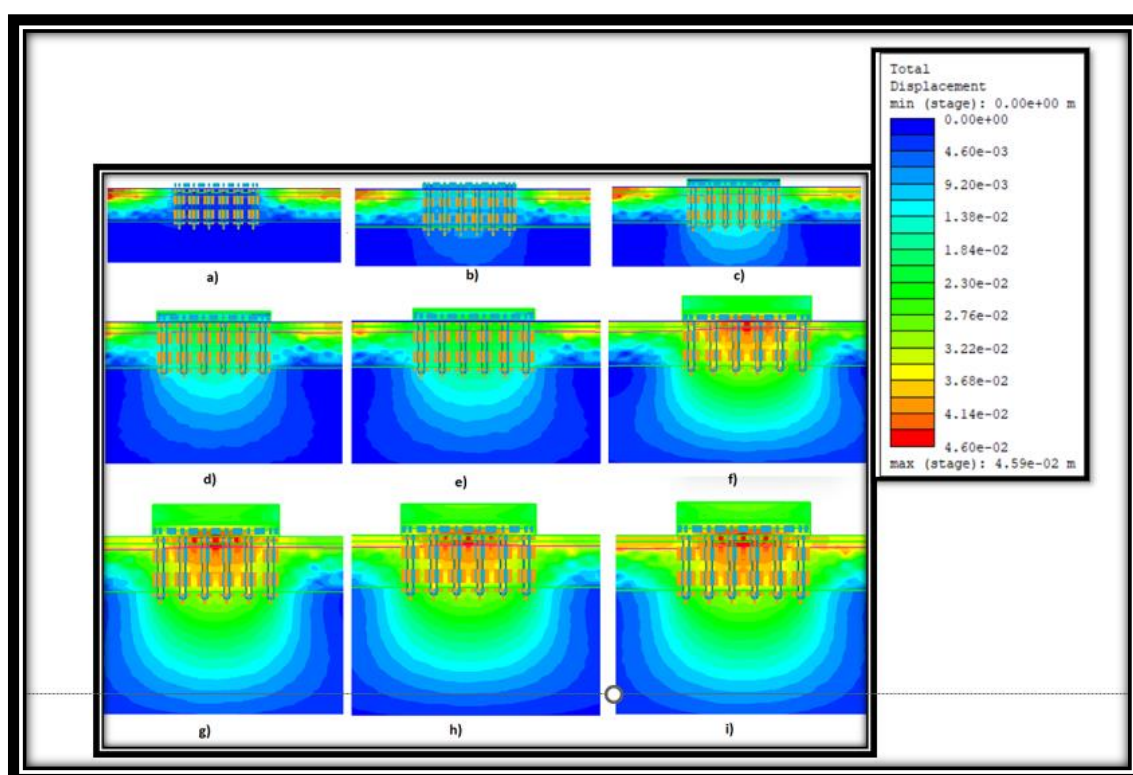 Total
Displacement
min (stage): 0.00e+00 m
0.00e+00
4.60e-03
9.20e-03
1.38e-02
1.84e-02
2.30e-02
2.76e-02
3.22e-02
3.68e-02
4.14e-02
4.60e-02
max (stage): 4.59e-02 m
a)
b)
c)
d)
e)
f)
g)
h)
i)